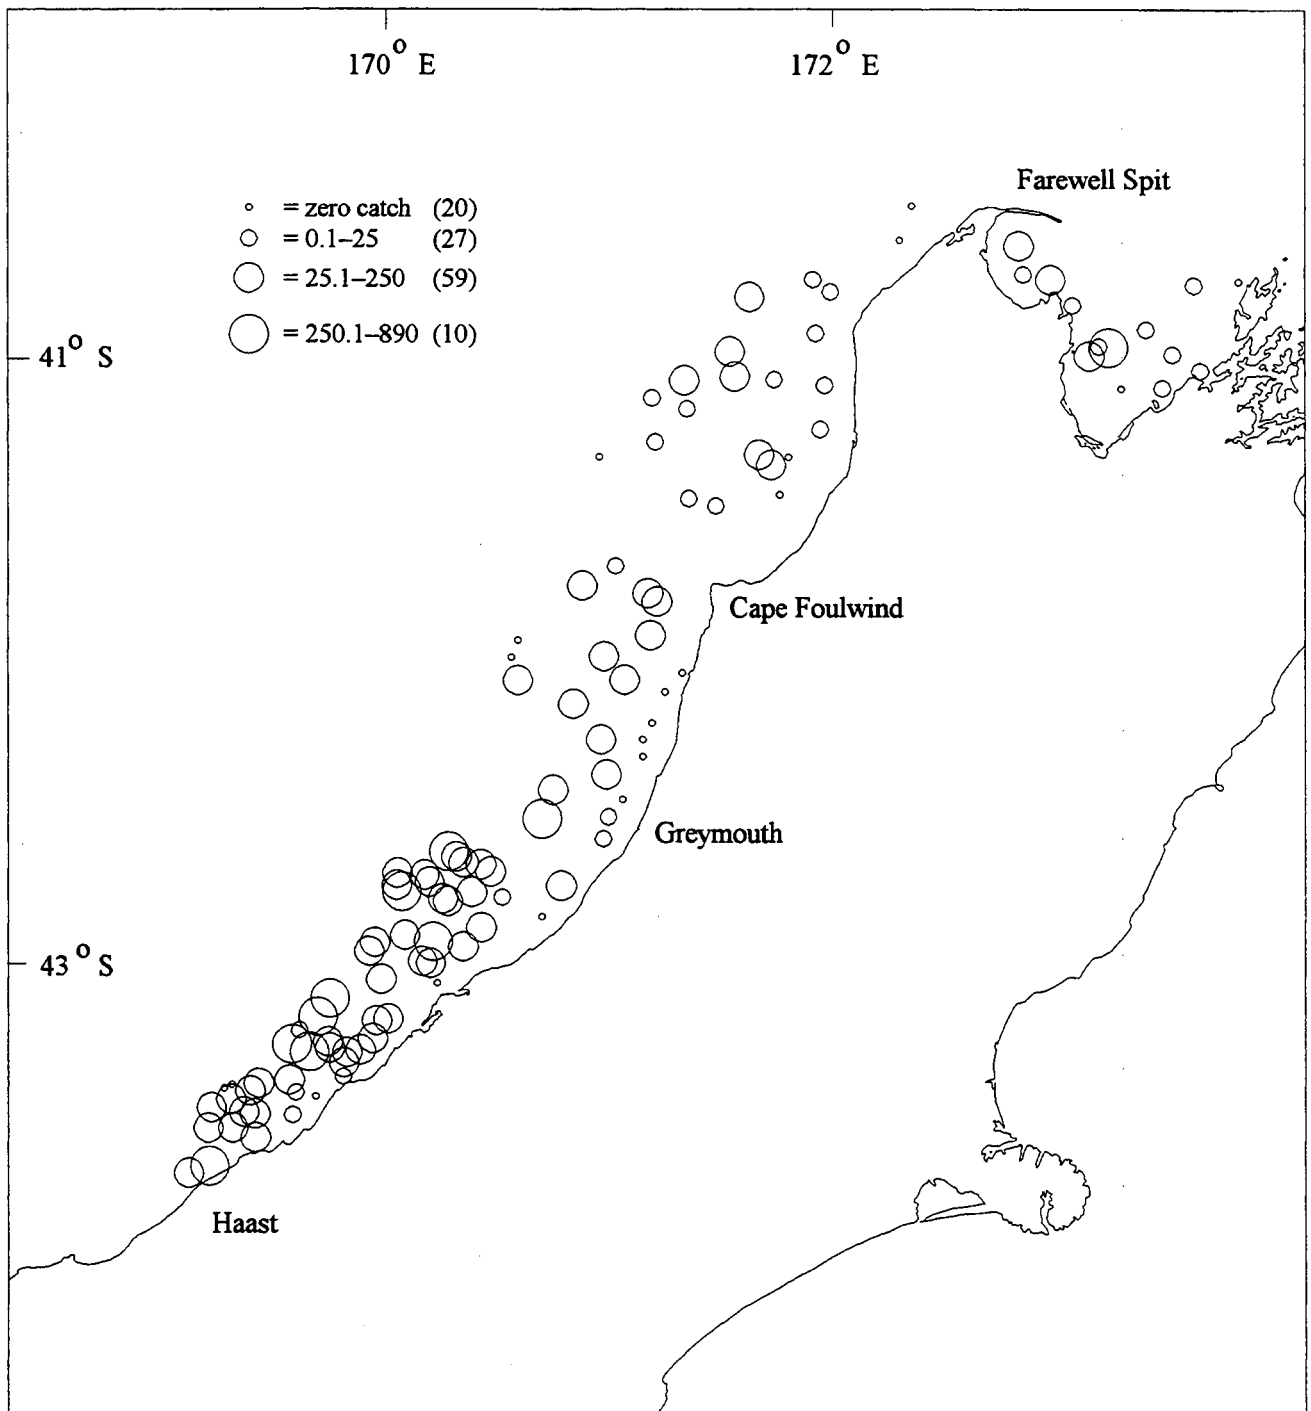 170° E
172° E
Farewell Spit
= zero catch (20)
= 0.1–25 (27)
= 25.1–250 (59)
= 250.1–890 (10)
41° S
Cape Foulwind
Greymouth
43° S
Haast